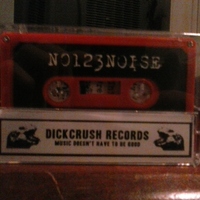 NO123NOISE
DICKCRUSH RECORDS
MUSIC DOESN'T HAVE TO BE GOOD